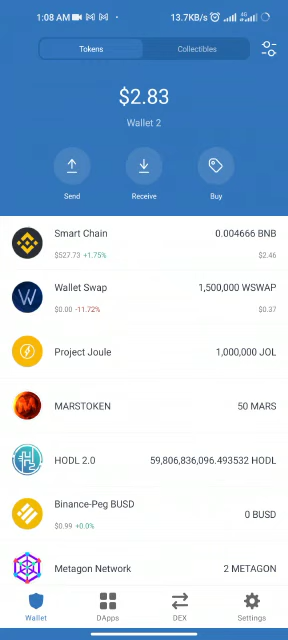 1:08 AM
13.7KB/s 4G
Tokens Collectibles
$2.83
Wallet 2
Send Receive Buy
Smart Chain 0.004666 BNB
$527.73 +1.75% $2.46
Wallet Swap 1,500,000 WSWAP
$0.00 -11.72% $0.37
Project Joule 1,000,000 JOL
MARSTOKEN 50 MARS
HODL 2.0 59,806,836,096.493532 HODL
Binance-Peg BUSD
0 BUSD
$0.99 +0.0%
Metagon Network 2 METAGON
Wallet DApps DEX Settings